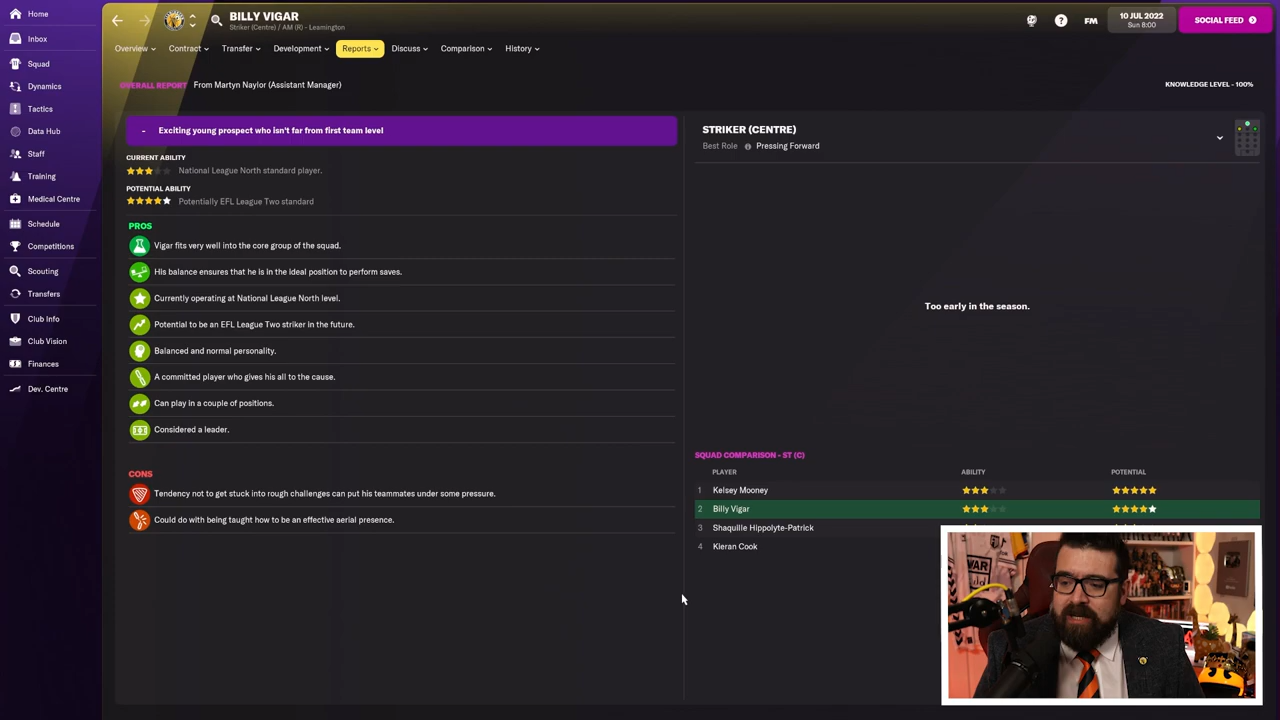 Home
Inbox
Squad
Dynamics
Tactics
Data Hub
Staff
Training
Medical Centre
Schedule
Competitions
Scouting
Transfers
Club Info
Club Vision
Finances
Dev. Centre
BILLY VIGAR
Striker (Centre) / AM (R) - Leamington
FM
10 JUL 2022
Sun 8:00
SOCIAL FEED
Overview
Contract
Transfer
Development
Reports
Discuss
Comparison
History
OVERALL REPORT From Martyn Naylor (Assistant Manager)
KNOWLEDGE LEVEL - 100%
- Exciting young prospect who isn't far from first team level
CURRENT ABILITY
National League North standard player.
POTENTIAL ABILITY
Potentially EFL League Two standard
PROS
Vigar fits very well into the core group of the squad.
His balance ensures that he is in the ideal position to perform saves.
Currently operating at National League North level.
Potential to be an EFL League Two striker in the future.
Balanced and normal personality.
A committed player who gives his all to the cause.
Can play in a couple of positions.
Considered a leader.
CONS
Tendency not to get stuck into rough challenges can put his teammates under some pressure.
Could do with being taught how to be an effective aerial presence.
STRIKER (CENTRE)
Best Role Pressing Forward
Too early in the season.
SQUAD COMPARISON - ST (C)
PLAYER ABILITY POTENTIAL
1 Kelsey Mooney
2 Billy Vigar
3 Shaquille Hippolyte-Patrick
4 Kieran Cook
WAR